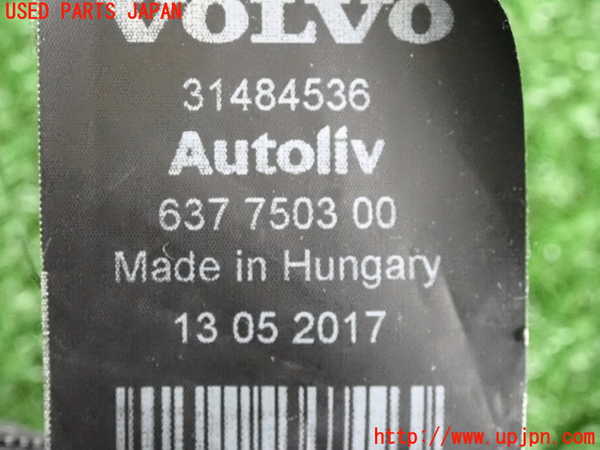 USED PARTS JAPAN
VOLVO
31484536
Autoliv
637 7503 00
Made in Hungary
13 05 2017
(C)UPJ
http://www.upjpn.com